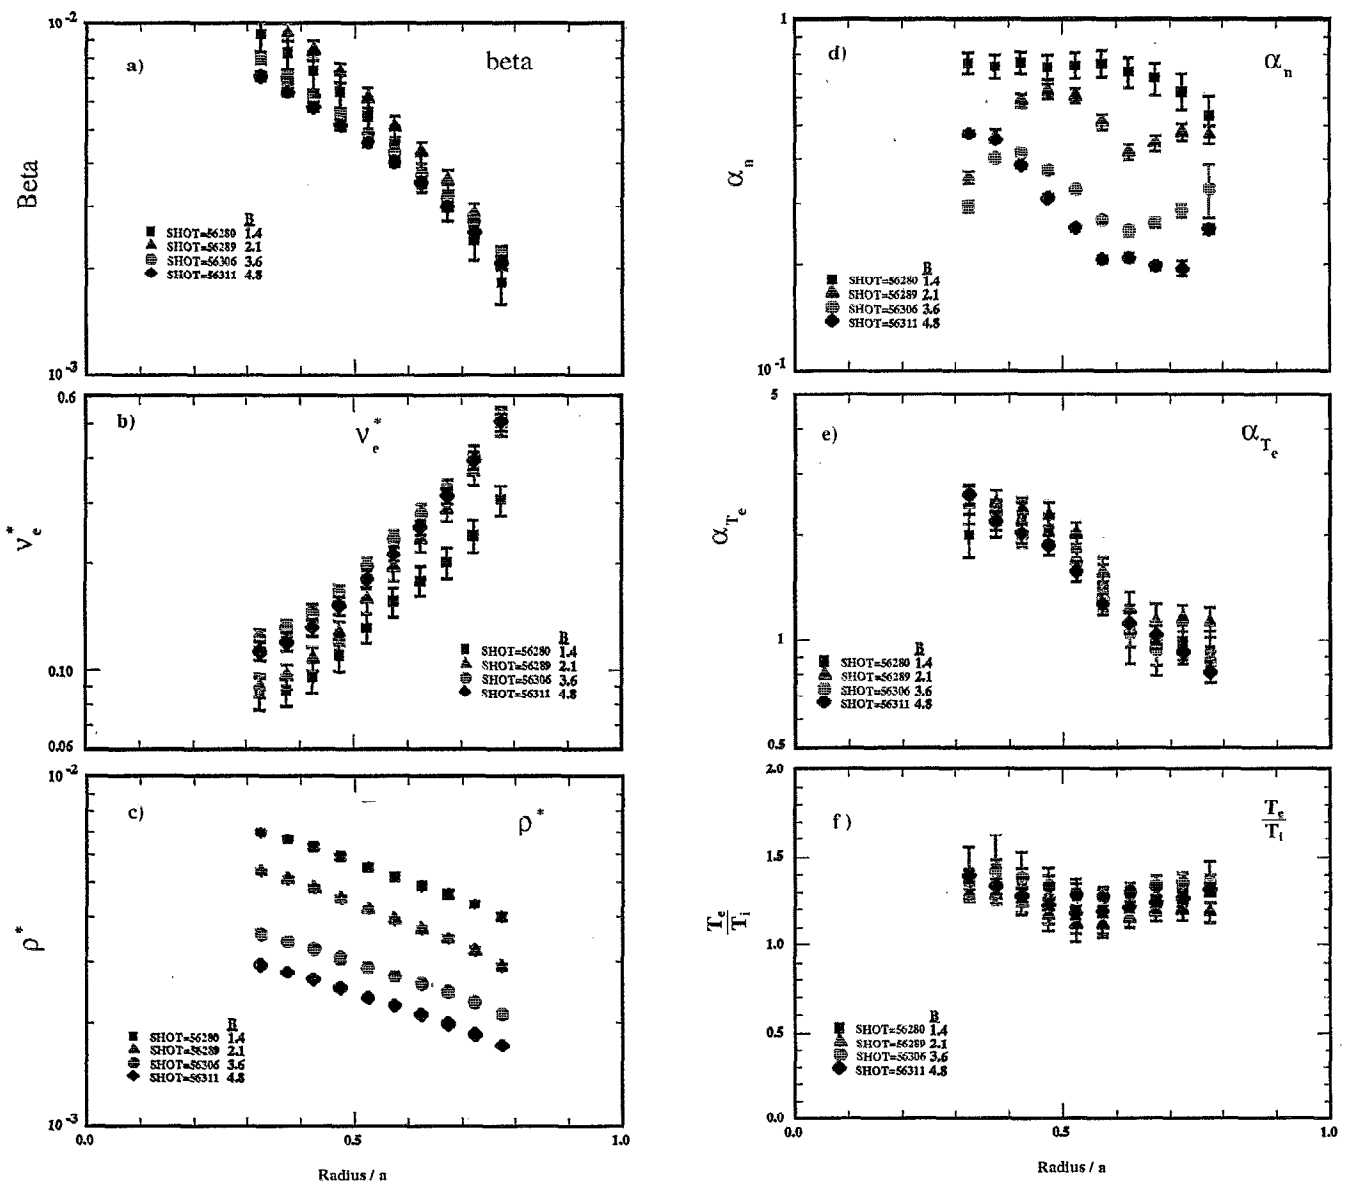 10⁻²
a)
beta
Beta
B
SHOT=56280 1.4
SHOT=56289 2.1
SHOT=56306 3.6
SHOT=56311 4.8
10⁻³
0.6
b)
νₑ*
νₑ*
0.10
B
SHOT=56280 1.4
SHOT=56289 2.1
SHOT=56306 3.6
SHOT=56311 4.8
0.06
10⁻²
c)
ρ*
ρ*
B
SHOT=56280 1.4
SHOT=56289 2.1
SHOT=56306 3.6
SHOT=56311 4.8
10⁻³
0.0 0.5 1.0
Radius / a
1
d)
αₙ
αₙ
B
SHOT=56280 1.4
SHOT=56289 2.1
SHOT=56306 3.6
SHOT=56311 4.8
10⁻¹
5
e)
α_Tₑ
α_Tₑ
1
B
SHOT=56280 1.4
SHOT=56289 2.1
SHOT=56306 3.6
SHOT=56311 4.8
0.5
2.0
f)
Tₑ
Tᵢ
1.5
Tₑ
Tᵢ
1.0
0.5
B
SHOT=56280 1.4
SHOT=56289 2.1
SHOT=56306 3.6
SHOT=56311 4.8
0.0
0.0 0.5 1.0
Radius / a